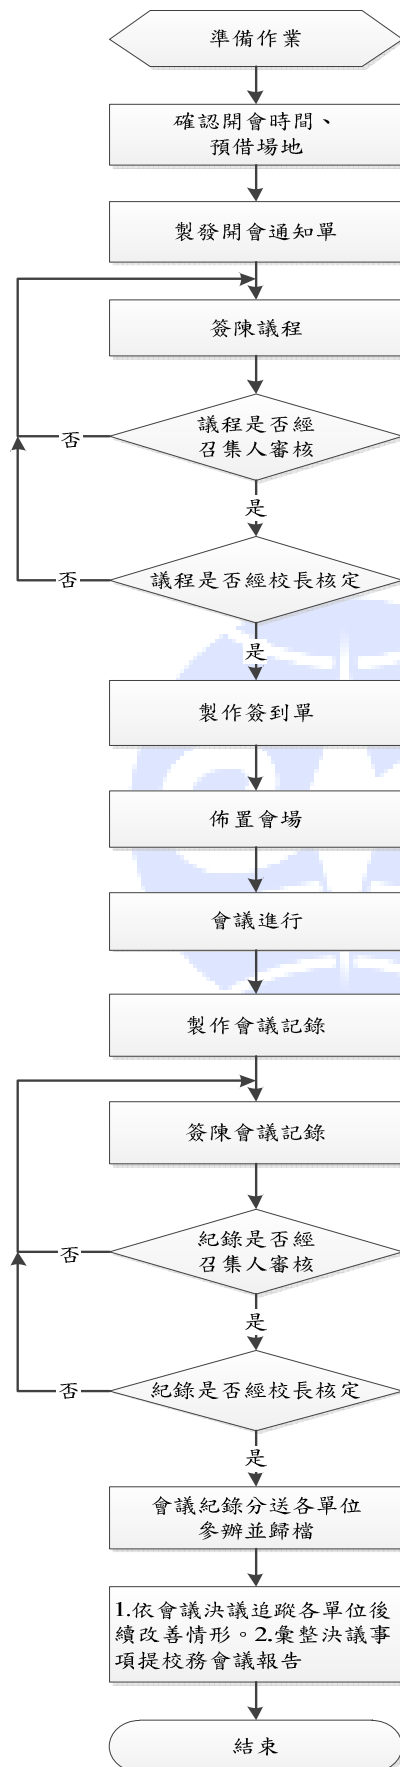 準備作業
確認開會時間、
預借場地
製發開會通知單
簽陳議程
議程是否經
召集人審核
否
是
議程是否經校長核定
否
是
製作簽到單
佈置會場
會議進行
製作會議記錄
簽陳會議記錄
紀錄是否經
召集人審核
否
是
紀錄是否經校長核定
否
是
會議紀錄分送各單位
參辦並歸檔
1.依會議決議追蹤各單位後
續改善情形。2.彙整決議事
項提校務會議報告
結束